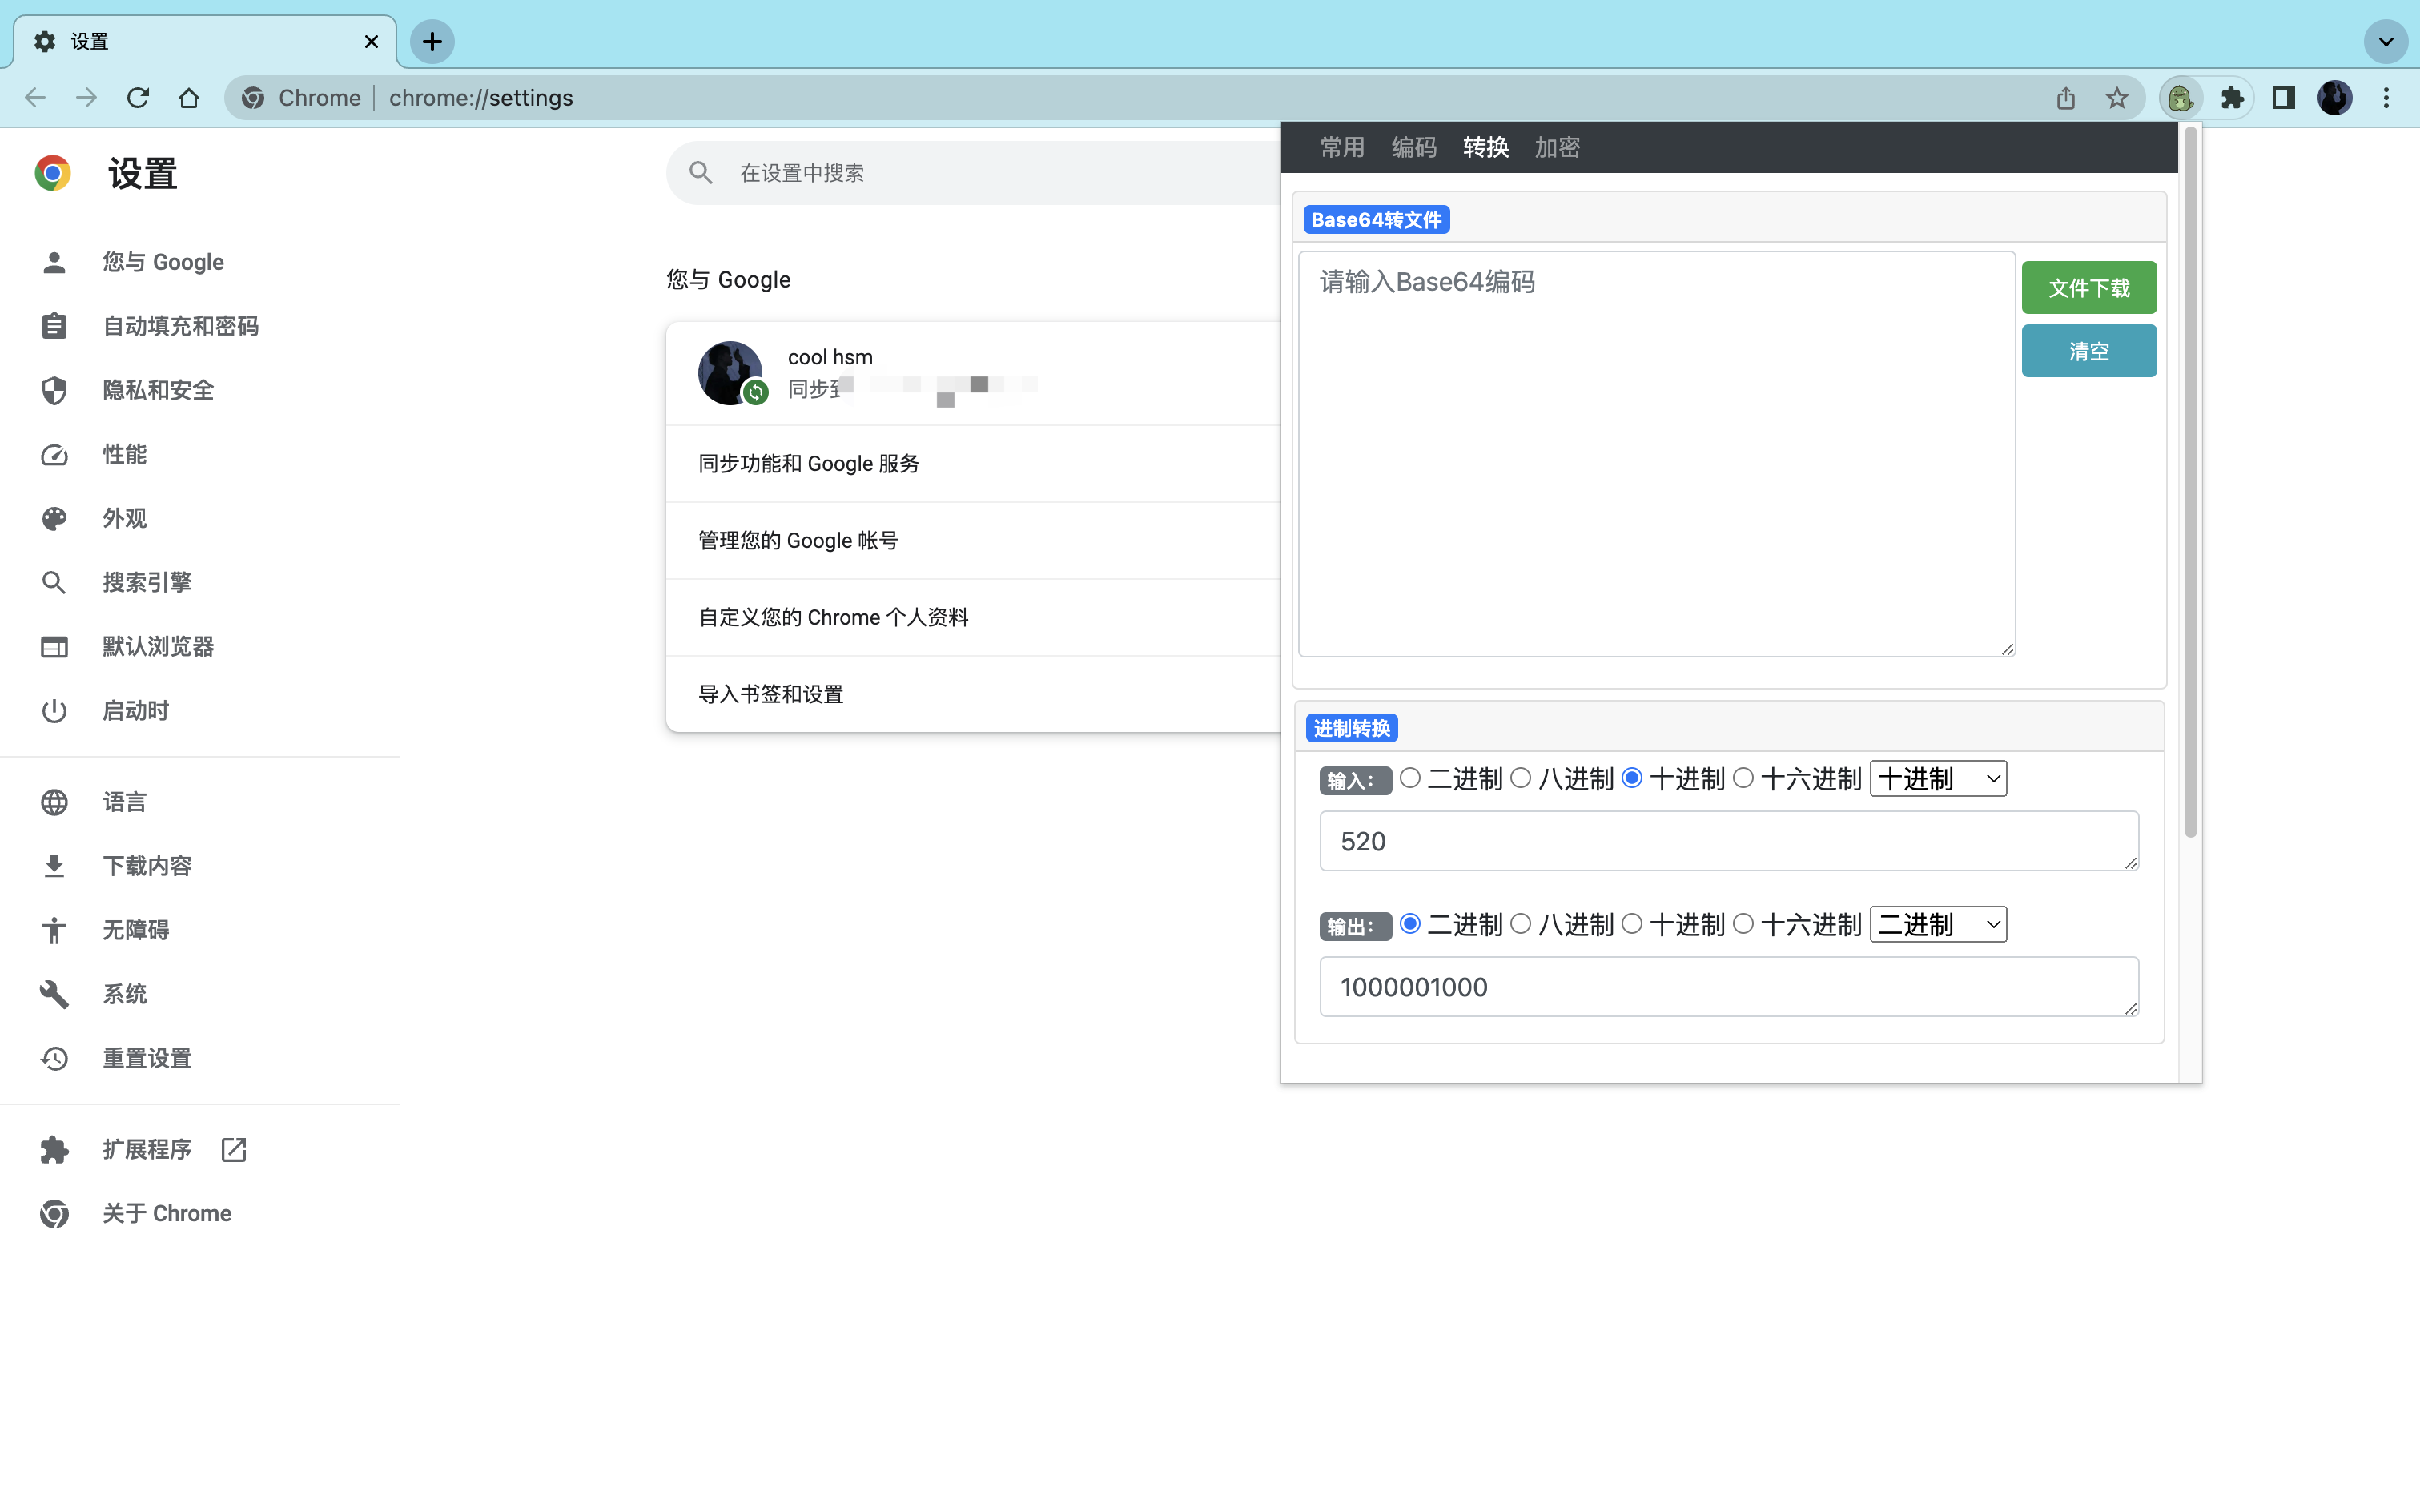 设置
Chrome
chrome://settings
设置
在设置中搜索
您与 Google
自动填充和密码
隐私和安全
性能
外观
搜索引擎
默认浏览器
启动时
语言
下载内容
无障碍
系统
重置设置
扩展程序
关于 Chrome
您与 Google
cool hsm
同步到
同步功能和 Google 服务
管理您的 Google 帐号
自定义您的 Chrome 个人资料
导入书签和设置
常用 编码 转换 加密
Base64转文件
请输入Base64编码
文件下载
清空
进制转换
输入： 二进制 八进制 十进制 十六进制 十进制
520
输出： 二进制 八进制 十进制 十六进制 二进制
1000001000